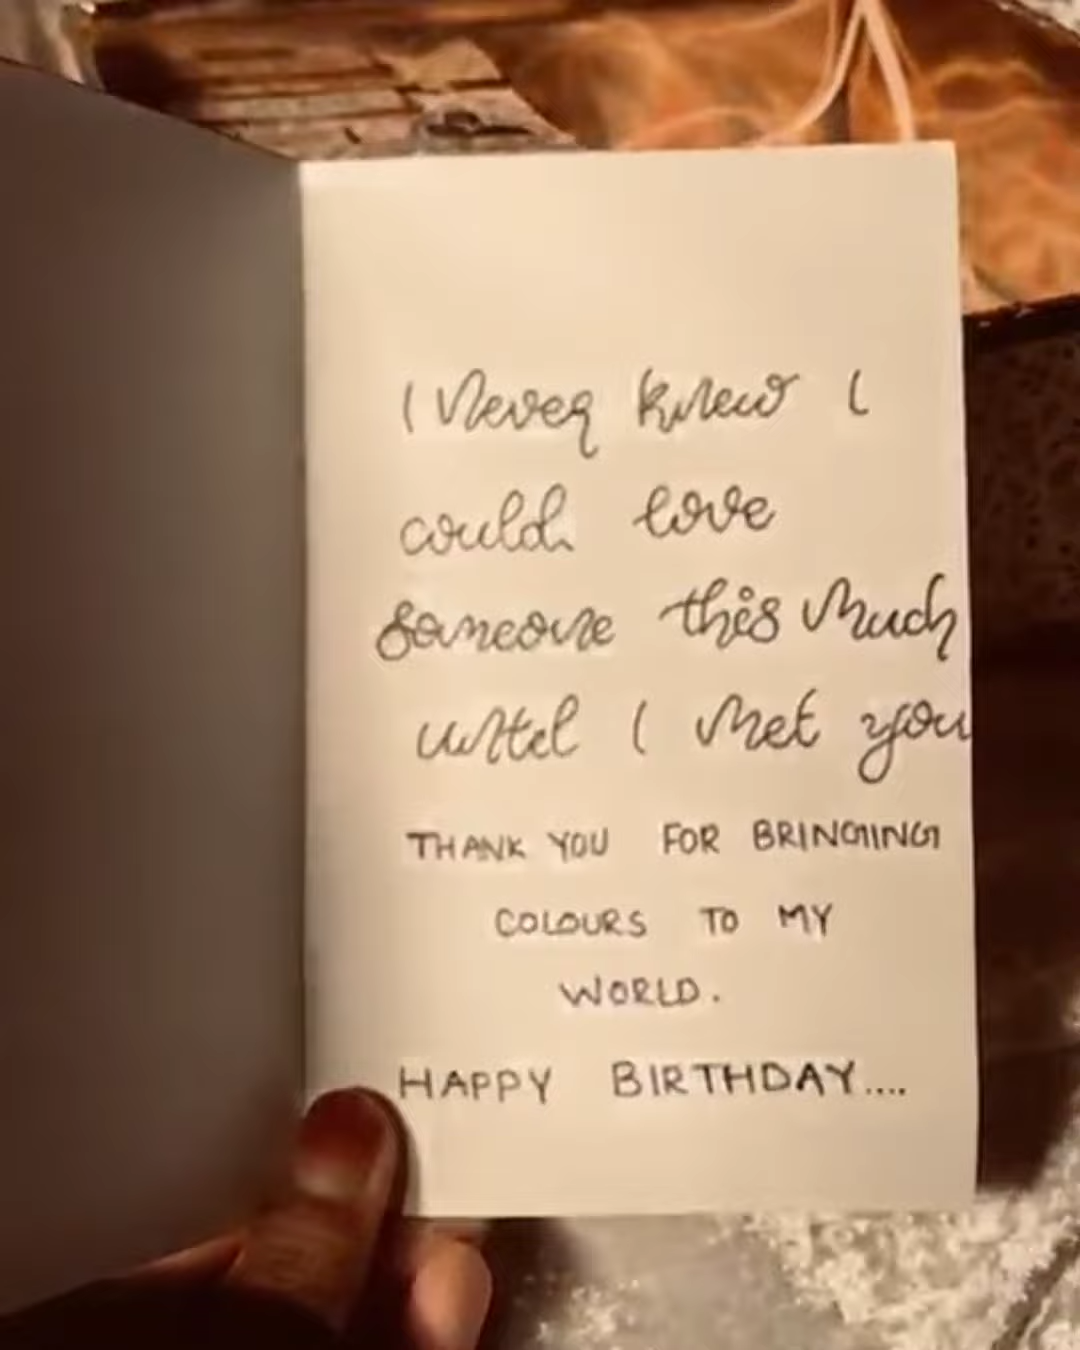 I Never knew I
could love
someone this Much
until I Met you
THANK YOU FOR BRINGING
COLOURS TO MY
WORLD.
HAPPY BIRTHDAY....